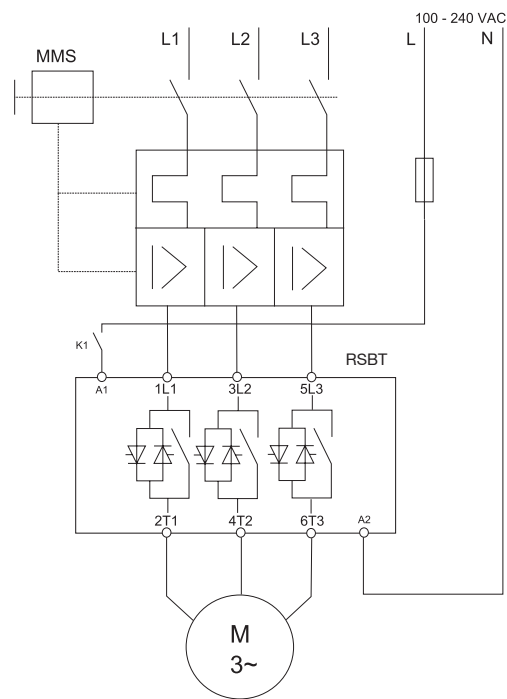 100 - 240 VAC
MMS L1 L2 L3 L N
K1
RSBT
A1 1L1 3L2 5L3
2T1 4T2 6T3 A2
M
3~